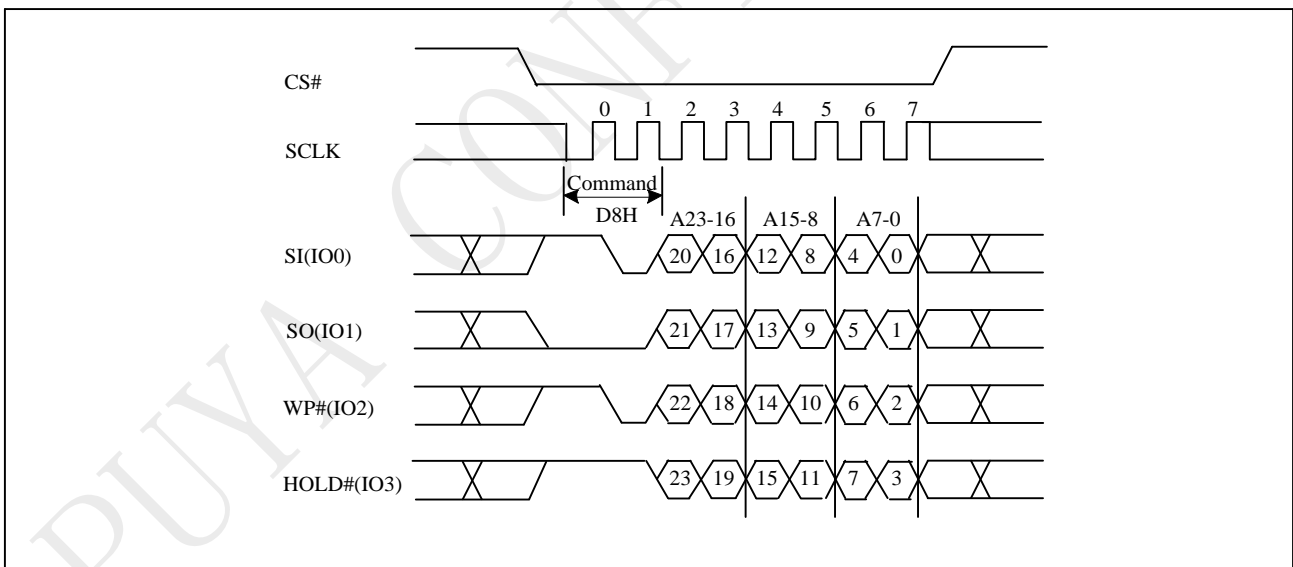 PUYA CONF
CS#
0 1 2 3 4 5 6 7
SCLK
Command
D8H
A23-16 A15-8 A7-0
SI(IO0) 20 16 12 8 4 0
SO(IO1) 21 17 13 9 5 1
WP#(IO2) 22 18 14 10 6 2
HOLD#(IO3) 23 19 15 11 7 3